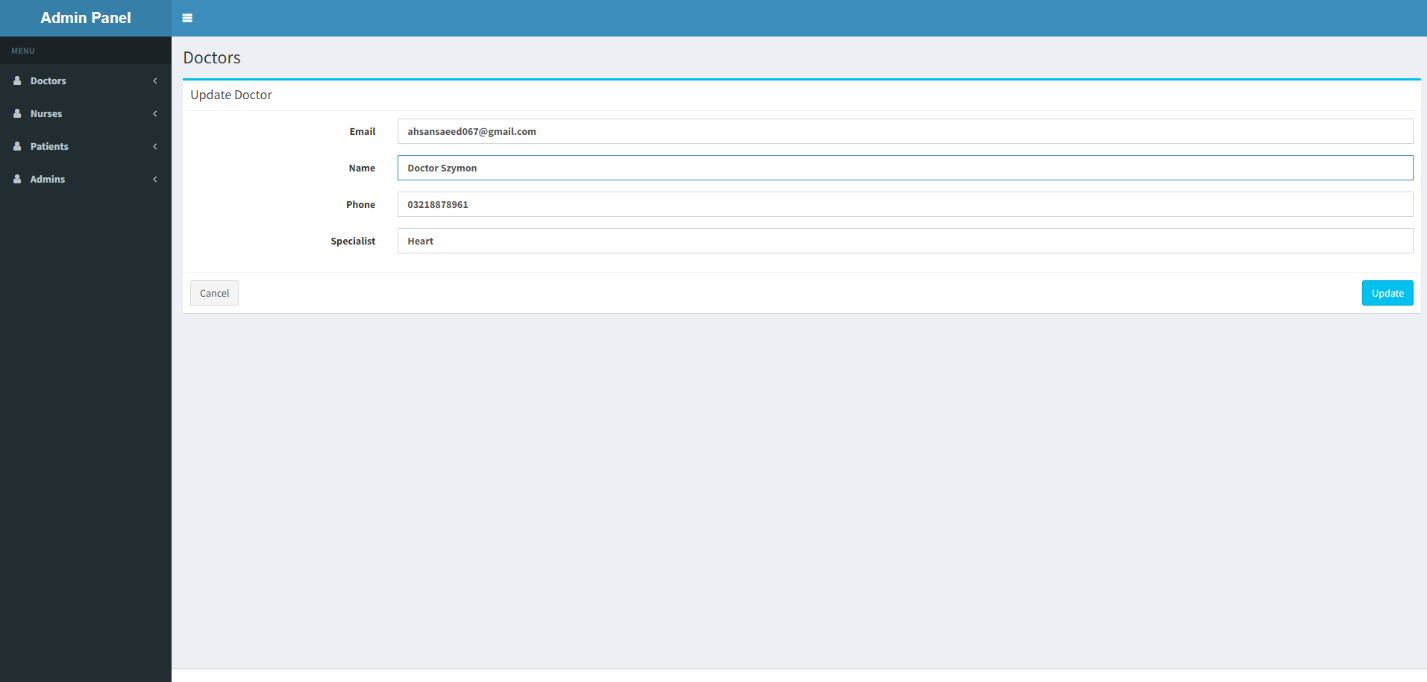 Admin Panel
MENU
Doctors
Nurses
Patients
Admins
Doctors
Update Doctor
Email ahsansaeed067@gmail.com
Name Doctor Szymon
Phone 03218878961
Specialist Heart
Cancel Update